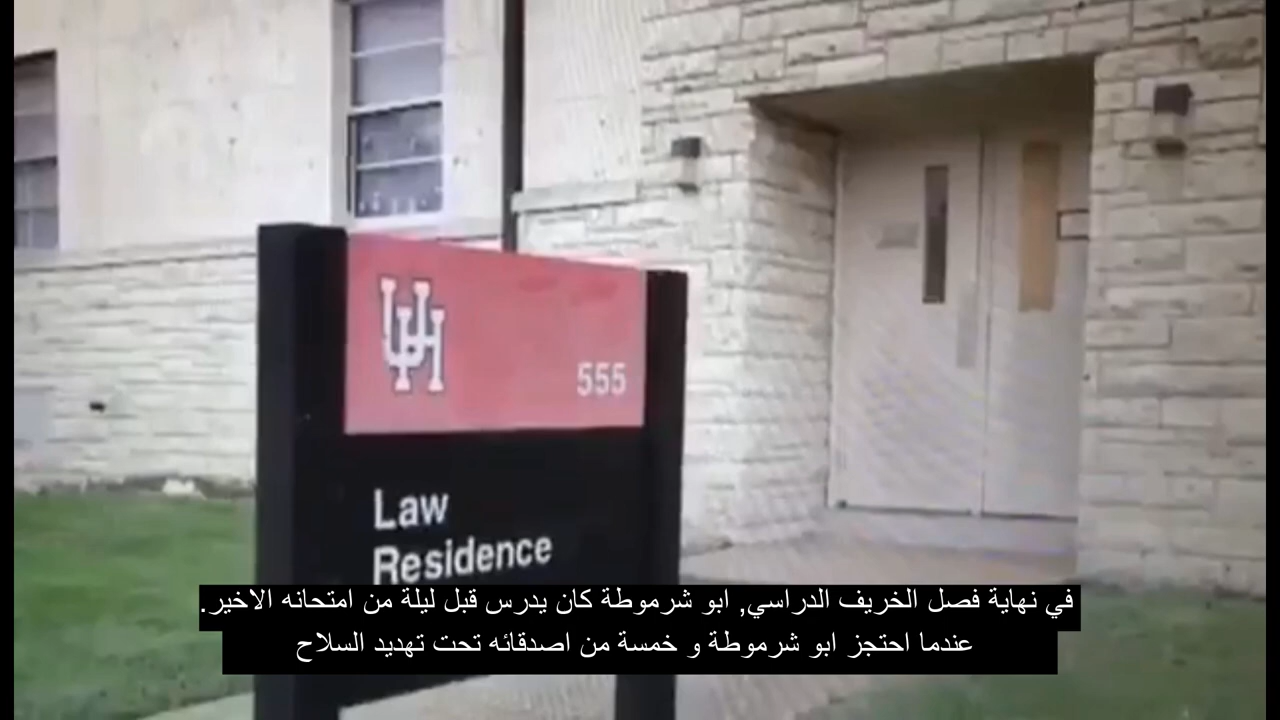 UH
555
Law
Residence
في نهاية فصل الخريف الدراسي, ابو شرموطة كان يدرس قبل ليلة من امتحانه الاخير.
عندما احتجز ابو شرموطة و خمسة من اصدقائه تحت تهديد السلاح